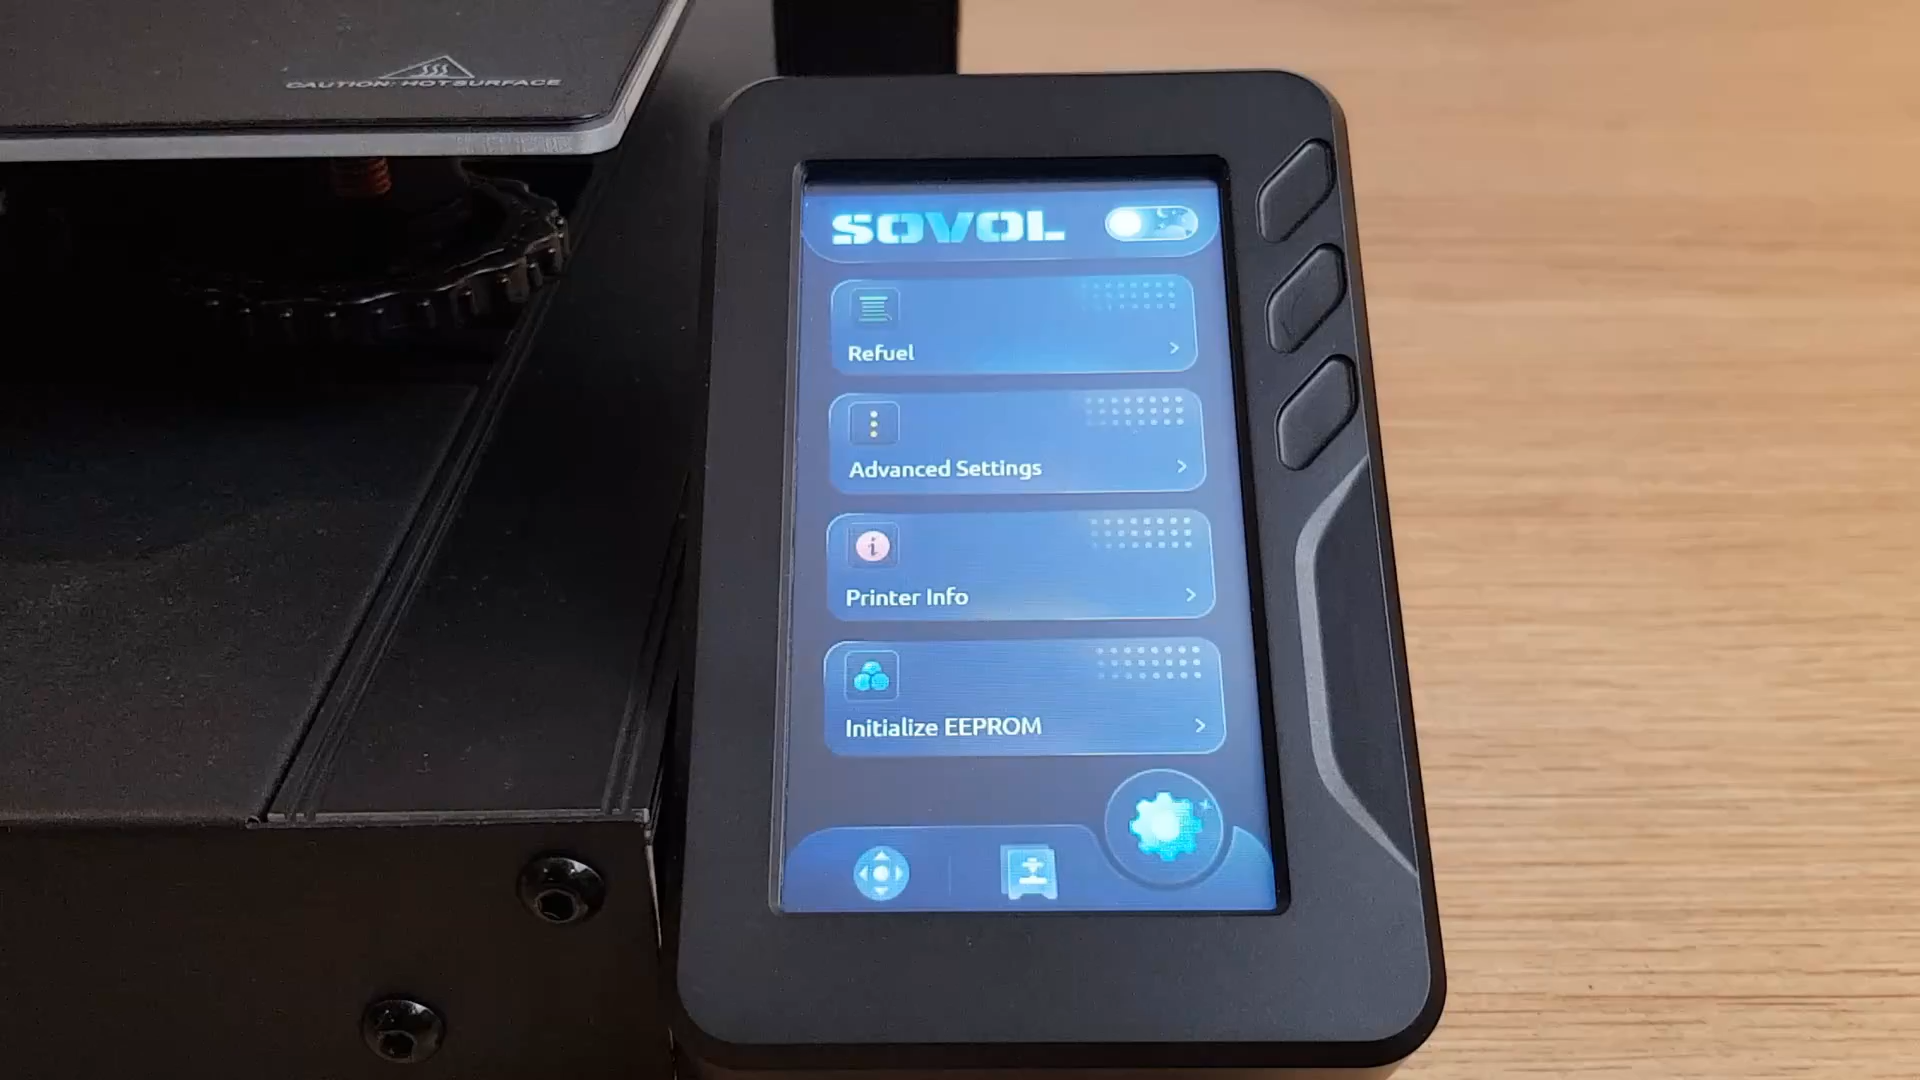 CAUTION: HOT SURFACE
SOVOL
Refuel
Advanced Settings
Printer Info
Initialize EEPROM